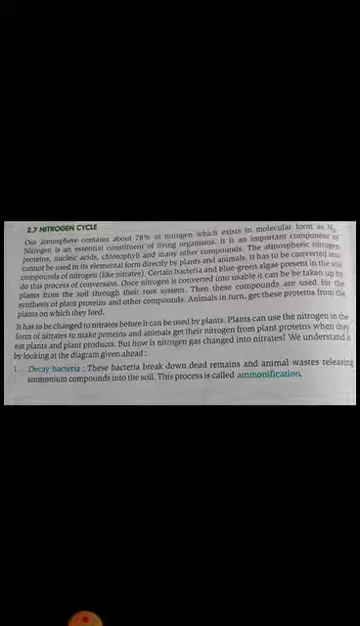 2.7 NITROGEN CYCLE
Our atmosphere contains about 78% of nitrogen which exists in molecular form as N₂.
Nitrogen is an essential constituent of living organisms. It is an important component of
proteins, nucleic acids, chlorophyll and many other compounds. The atmospheric nitrogen
cannot be used in its elemental form directly by plants and animals. It has to be converted into
compounds of nitrogen (like nitrates). Certain bacteria and blue-green algae present in the soil
do this process of conversion. Once nitrogen is converted into usable it can be be taken up by
plants from the soil through their root system. Then these compounds are used for the
synthesis of plant proteins and other compounds. Animals in turn, get these proteins from the
plants on which they feed.
It has to be changed to nitrates before it can be used by plants. Plants can use the nitrogen in the
form of nitrates to make proteins and animals get their nitrogen from plant proteins when they
eat plants and plant products. But how is nitrogen gas changed into nitrates? We understand it
by looking at the diagram given ahead :
1. Decay bacteria : These bacteria break down dead remains and animal wastes releasing
ammonium compounds into the soil. This process is called ammonification.